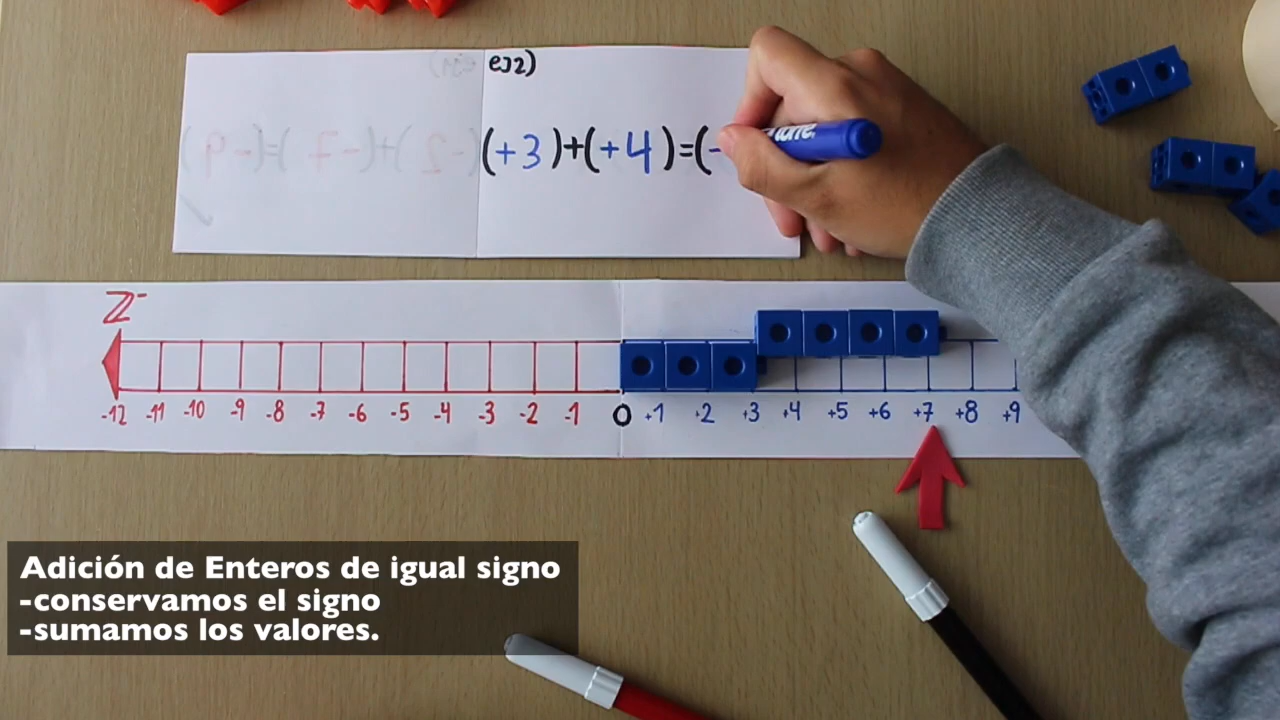 ej2)
(+3)+(+4)=(
Z⁻
-12 -11 -10 -9 -8 -7 -6 -5 -4 -3 -2 -1 0 +1 +2 +3 +4 +5 +6 +7 +8 +9
Adición de Enteros de igual signo
-conservamos el signo
-sumamos los valores.